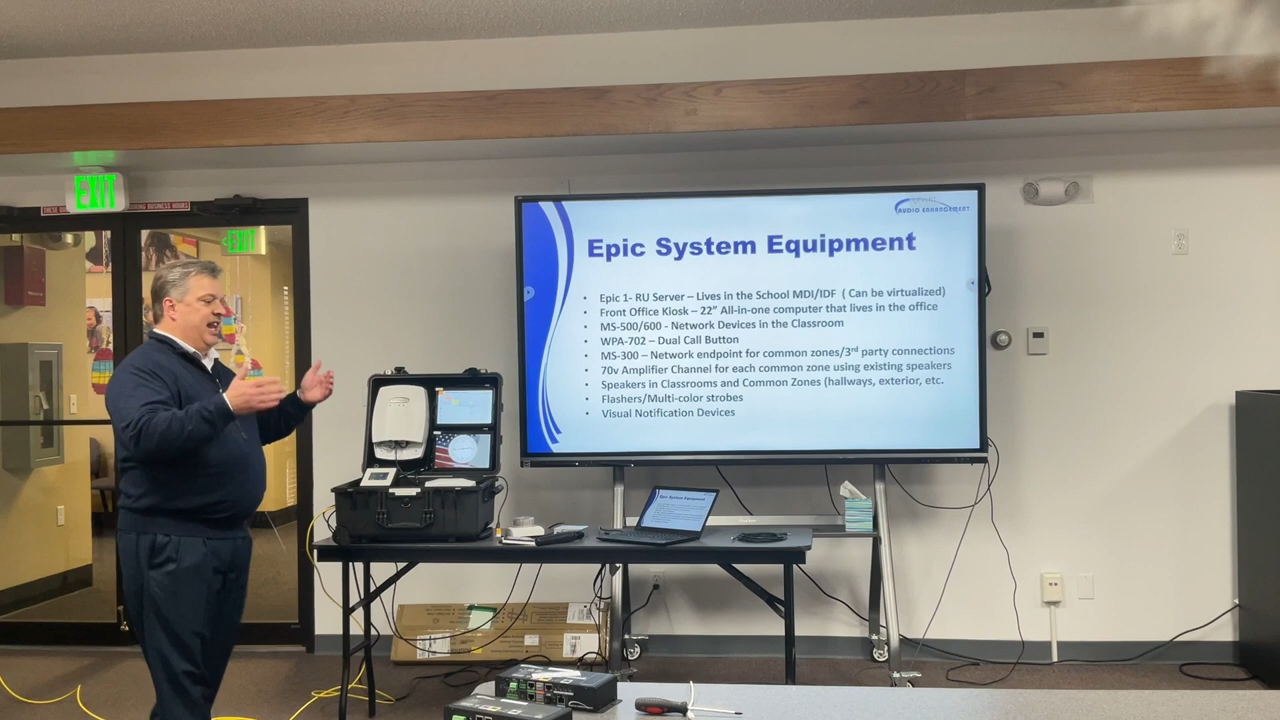 EXIT
EXIT
AUDIO ENHANCEMENT
Epic System Equipment
• Epic 1- RU Server – Lives in the School MDI/IDF ( Can be virtualized)
• Front Office Kiosk – 22” All-in-one computer that lives in the office
• MS-500/600 - Network Devices in the Classroom
• WPA-702 – Dual Call Button
• MS-300 – Network endpoint for common zones/3rd party connections
• 70v Amplifier Channel for each common zone using existing speakers
• Speakers in Classrooms and Common Zones (hallways, exterior, etc.
• Flashers/Multi-color strobes
• Visual Notification Devices
Epic System Equipment